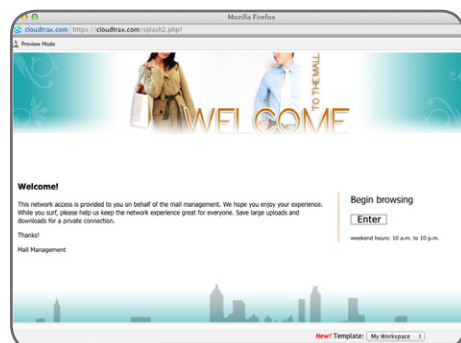 Mozilla Firefox
cloudtrax.com https://cloudtrax.com/splash2.php?
Preview Mode
WELCOME
TO THE MALL
Welcome!
This network access is provided to you on behalf of the mall management. We hope you enjoy your experience.
While you surf, please help us keep the network experience great for everyone. Save large uploads and
downloads for a private connection.
Thanks!
Mall Management
Begin browsing
Enter
weekend hours: 10 a.m. to 10 p.m.
New! Template: My Workspace